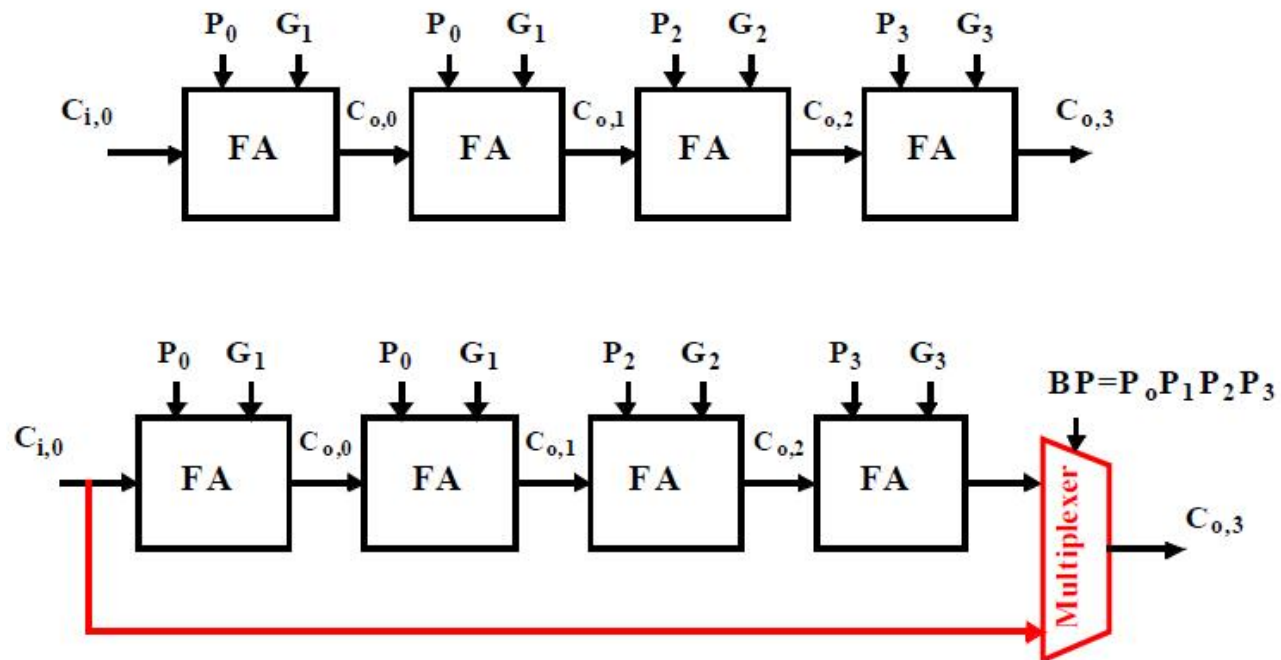 P0 G1 P0 G1 P2 G2 P3 G3
Ci,0 FA Co,0 FA Co,1 FA Co,2 FA Co,3
P0 G1 P0 G1 P2 G2 P3 G3
BP=PoP1P2P3
Ci,0 FA Co,0 FA Co,1 FA Co,2 FA
Multiplexer
Co,3